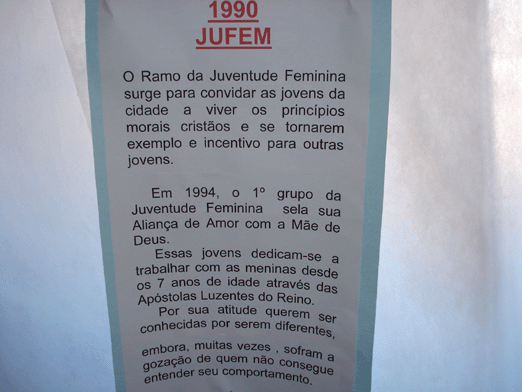 1990
JUFEM
O Ramo da Juventude Feminina
surge para convidar as jovens da
cidade a viver os princípios
morais cristãos e se tornarem
exemplo e incentivo para outras
jovens.
Em 1994, o 1º grupo da
Juventude Feminina sela sua
Aliança de Amor com a Mãe de
Deus.
Essas jovens dedicam-se a
trabalhar com as meninas desde
os 7 anos de idade através das
Apóstolas Luzentes do Reino.
Por sua atitude querem ser
conhecidas por serem diferentes,
embora, muitas vezes , sofram a
gozação de quem não consegue
entender seu comportamento.